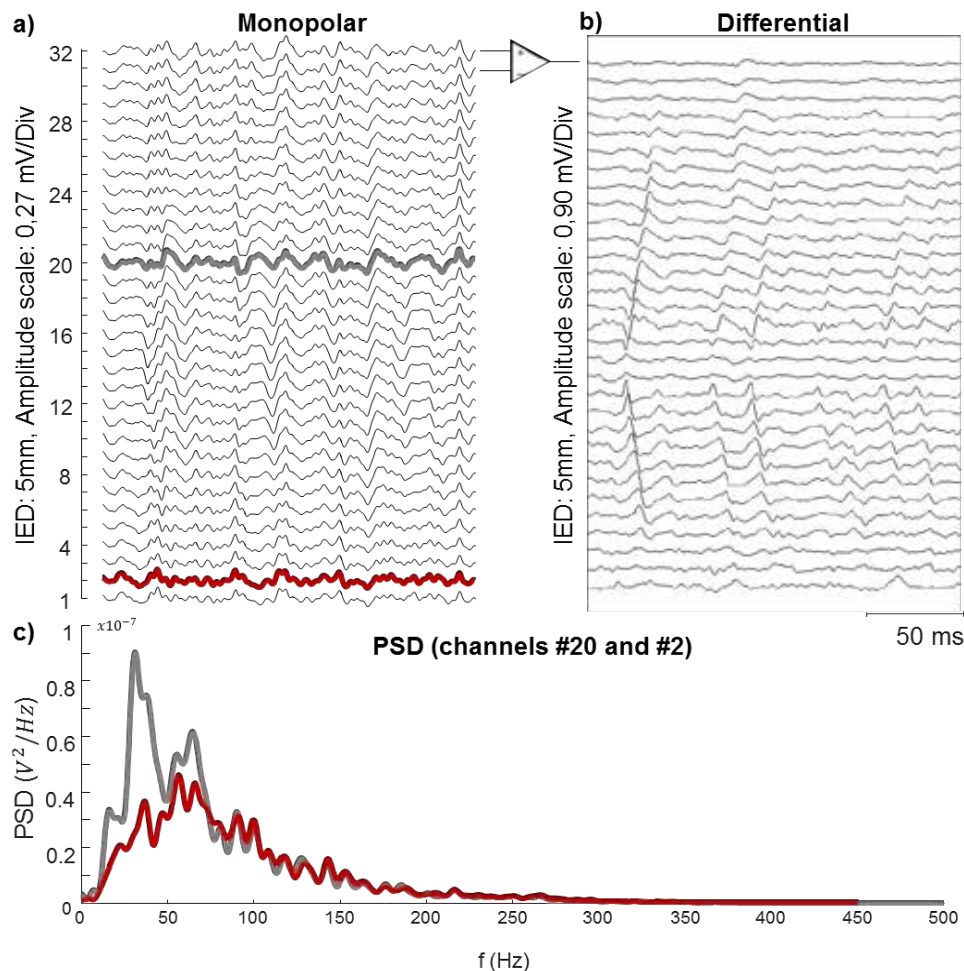 a)
Monopolar
b)
Differential
IED: 5mm, Amplitude scale: 0,27 mV/Div
32
28
24
20
16
12
8
4
1
+
−
IED: 5mm, Amplitude scale: 0,90 mV/Div
50 ms
c)
x10⁻⁷
PSD (channels #20 and #2)
PSD (V²/Hz)
1
0.8
0.6
0.4
0.2
0
0 50 100 150 200 250 300 350 400 450 500
f (Hz)